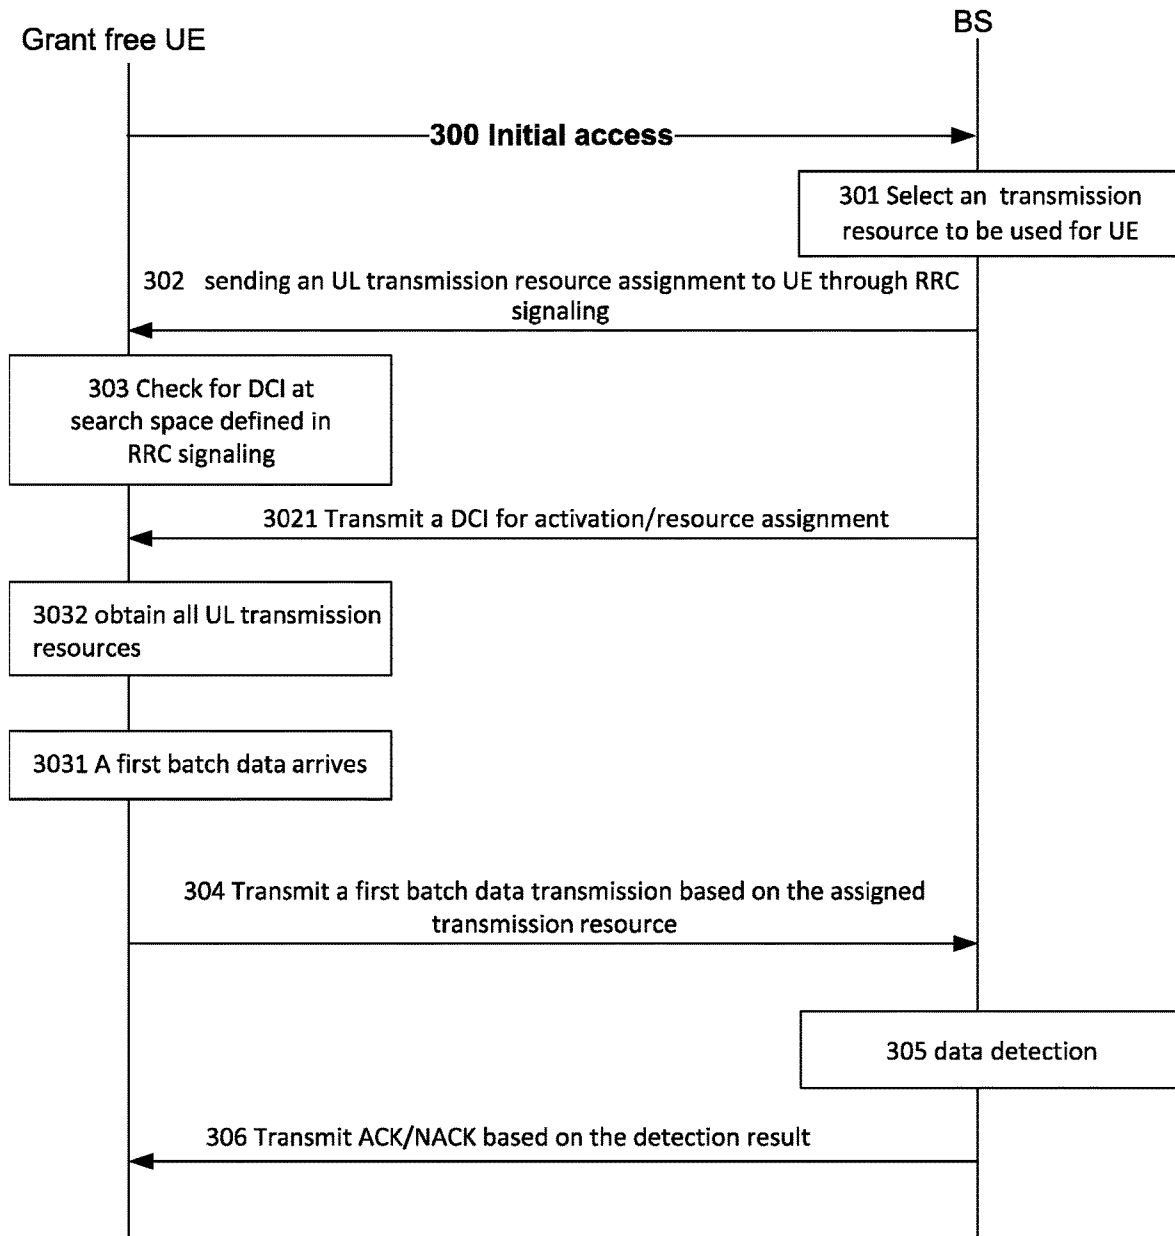 Grant free UE
BS
300 Initial access
301 Select an transmission
resource to be used for UE
302 sending an UL transmission resource assignment to UE through RRC
signaling
303 Check for DCI at
search space defined in
RRC signaling
3021 Transmit a DCI for activation/resource assignment
3032 obtain all UL transmission
resources
3031 A first batch data arrives
304 Transmit a first batch data transmission based on the assigned
transmission resource
305 data detection
306 Transmit ACK/NACK based on the detection result